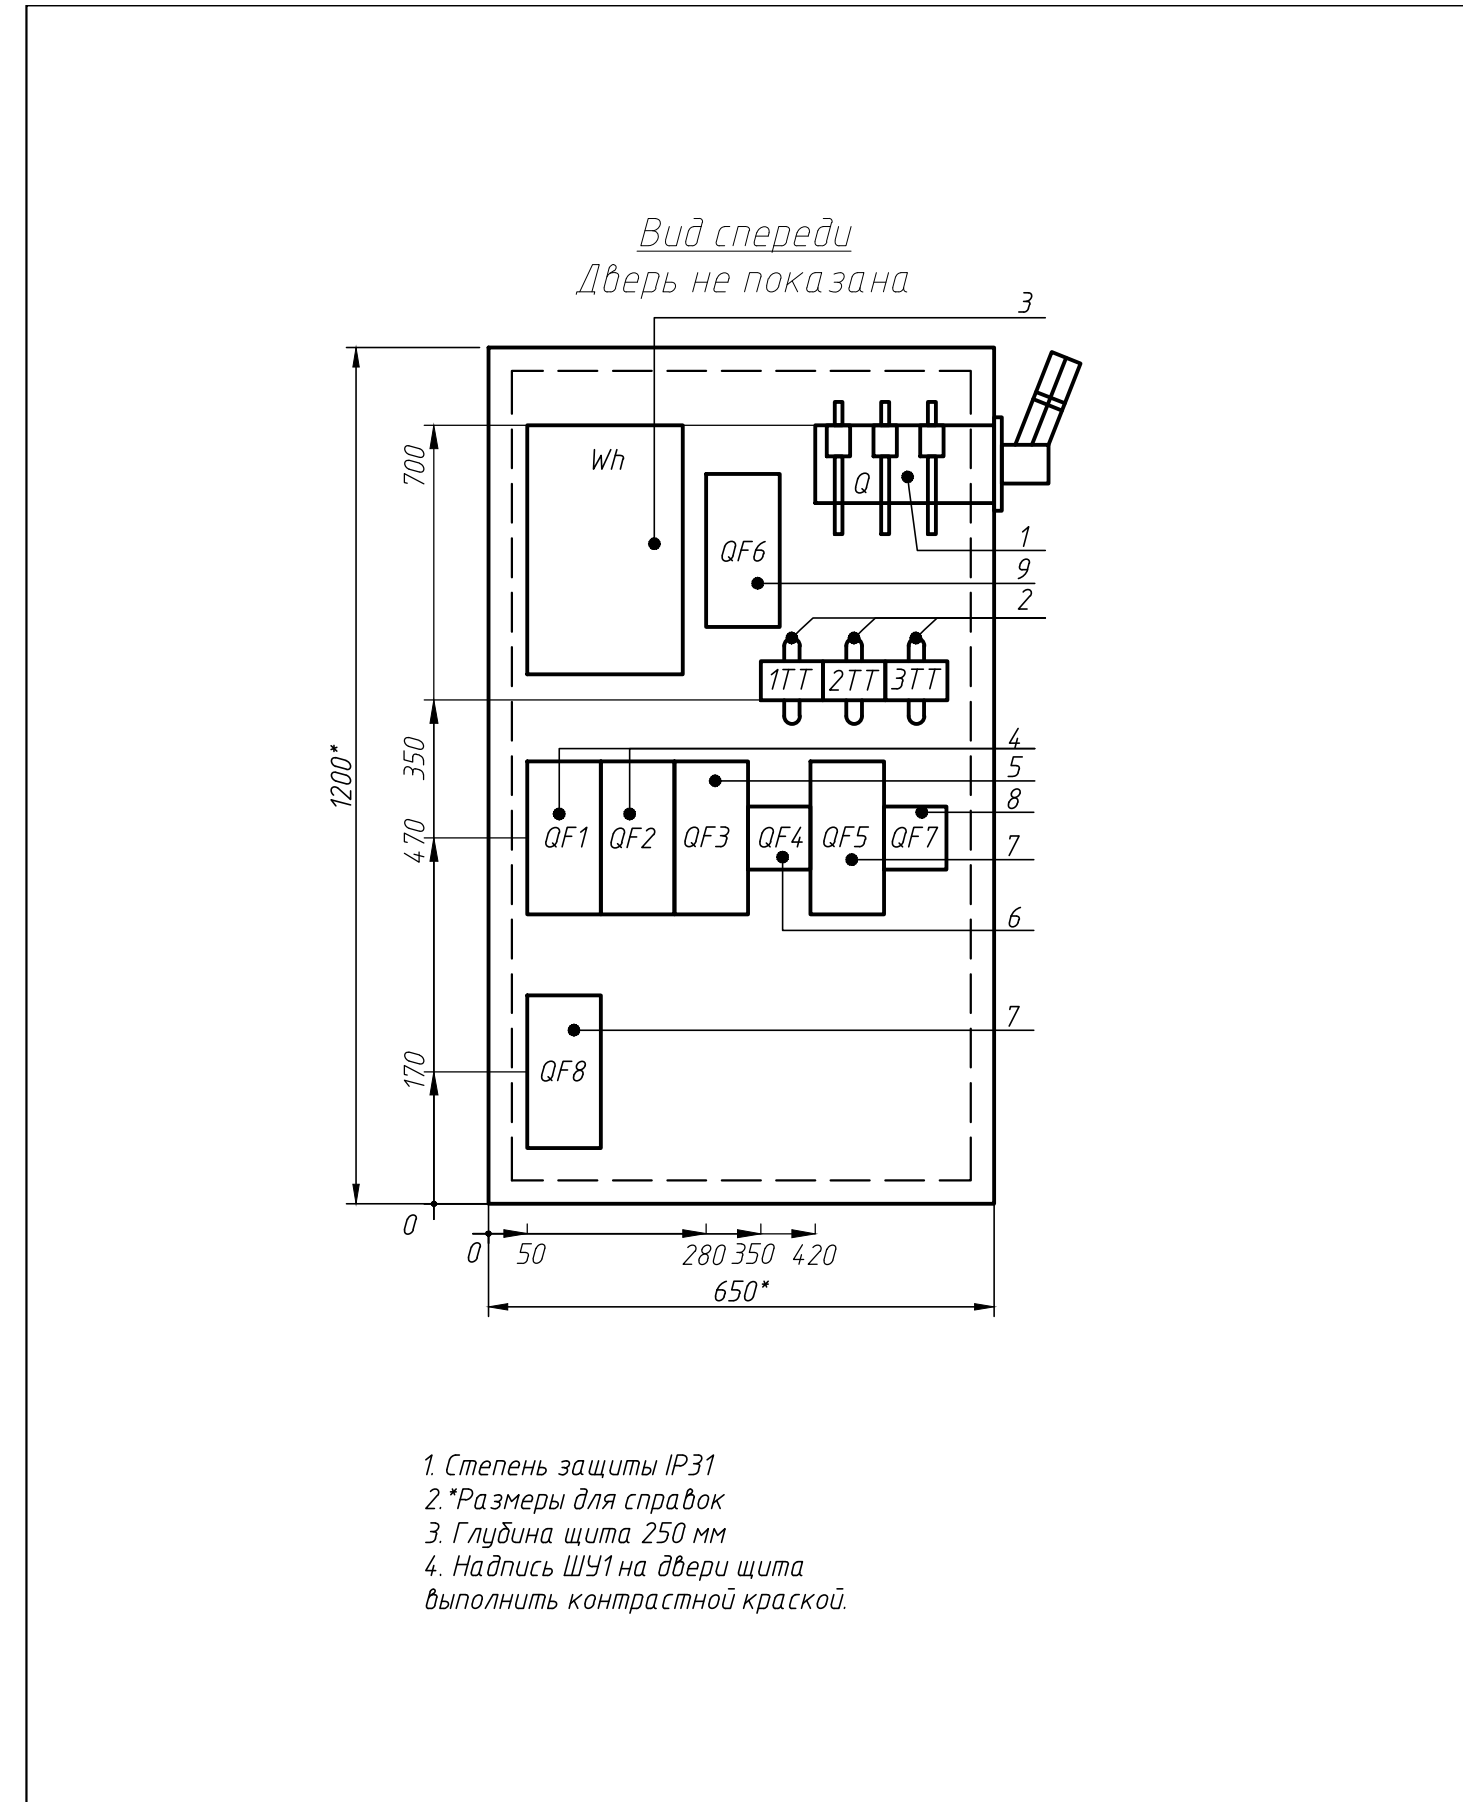 Вид спереди
Дверь не показана
3
700
Wh
Q
QF6
1
9
2
1ТТ 2ТТ 3ТТ
1200*
350
4
5
8
470
QF1 QF2 QF3 QF4 QF5 QF7
7
6
7
170
QF8
0
0 50 280 350 420
650*
1. Степень защиты IP31
2.*Размеры для справок
3. Глубина щита 250 мм
4. Надпись ШУ1 на двери щита
выполнить контрастной краской.